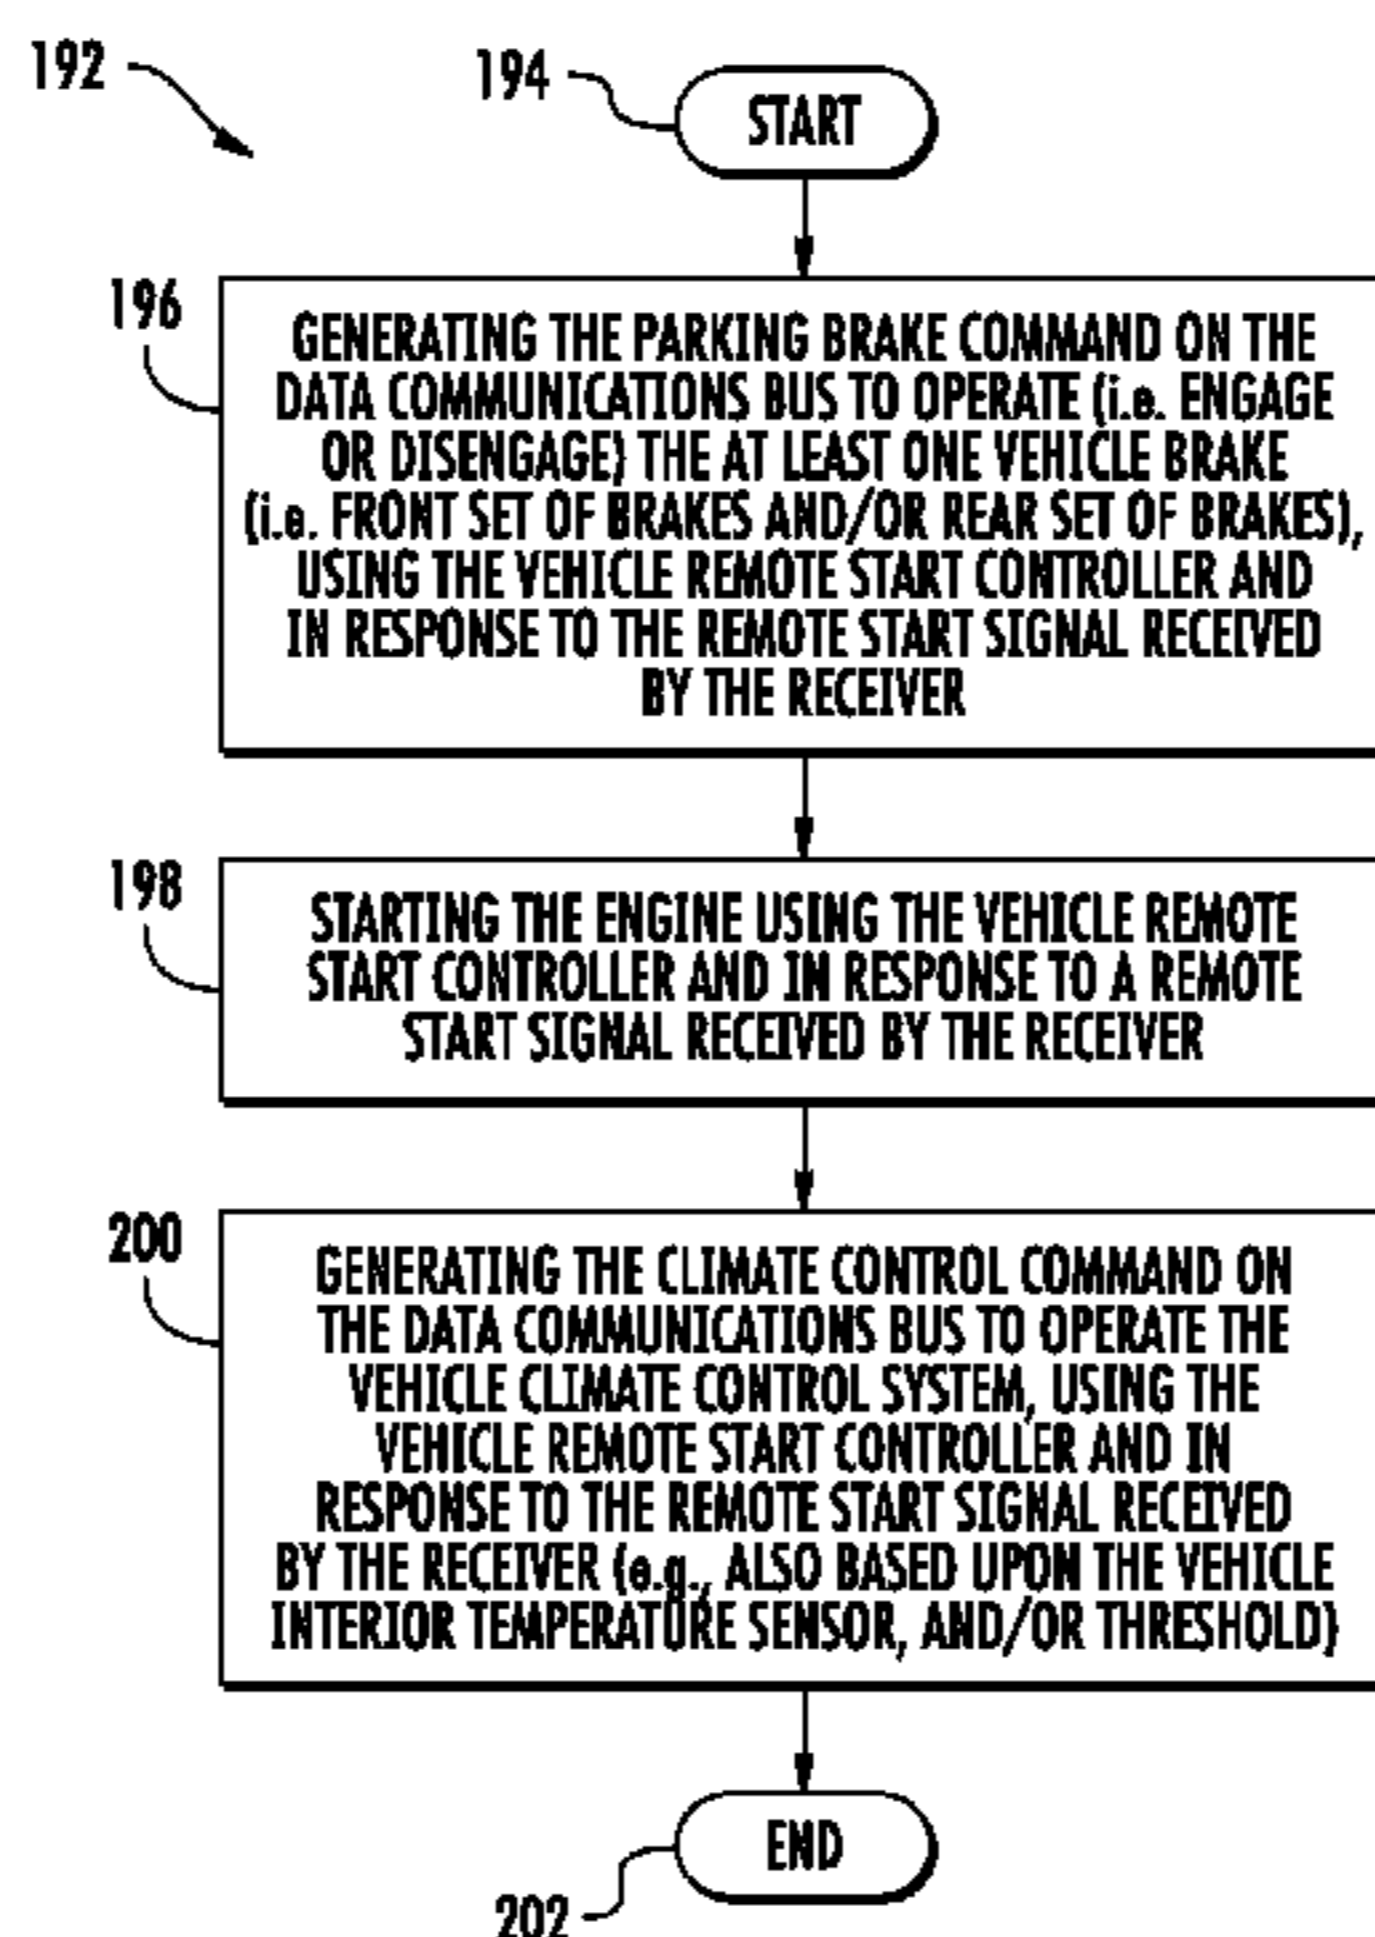 192
194
START
196
GENERATING THE PARKING BRAKE COMMAND ON THE
DATA COMMUNICATIONS BUS TO OPERATE (i.e. ENGAGE
OR DISENGAGE) THE AT LEAST ONE VEHICLE BRAKE
(i.e. FRONT SET OF BRAKES AND/OR REAR SET OF BRAKES),
USING THE VEHICLE REMOTE START CONTROLLER AND
IN RESPONSE TO THE REMOTE START SIGNAL RECEIVED
BY THE RECEIVER
198
STARTING THE ENGINE USING THE VEHICLE REMOTE
START CONTROLLER AND IN RESPONSE TO A REMOTE
START SIGNAL RECEIVED BY THE RECEIVER
200
GENERATING THE CLIMATE CONTROL COMMAND ON
THE DATA COMMUNICATIONS BUS TO OPERATE THE
VEHICLE CLIMATE CONTROL SYSTEM, USING THE
VEHICLE REMOTE START CONTROLLER AND IN
RESPONSE TO THE REMOTE START SIGNAL RECEIVED
BY THE RECEIVER (e.g., ALSO BASED UPON THE VEHICLE
INTERIOR TEMPERATURE SENSOR, AND/OR THRESHOLD)
END
202